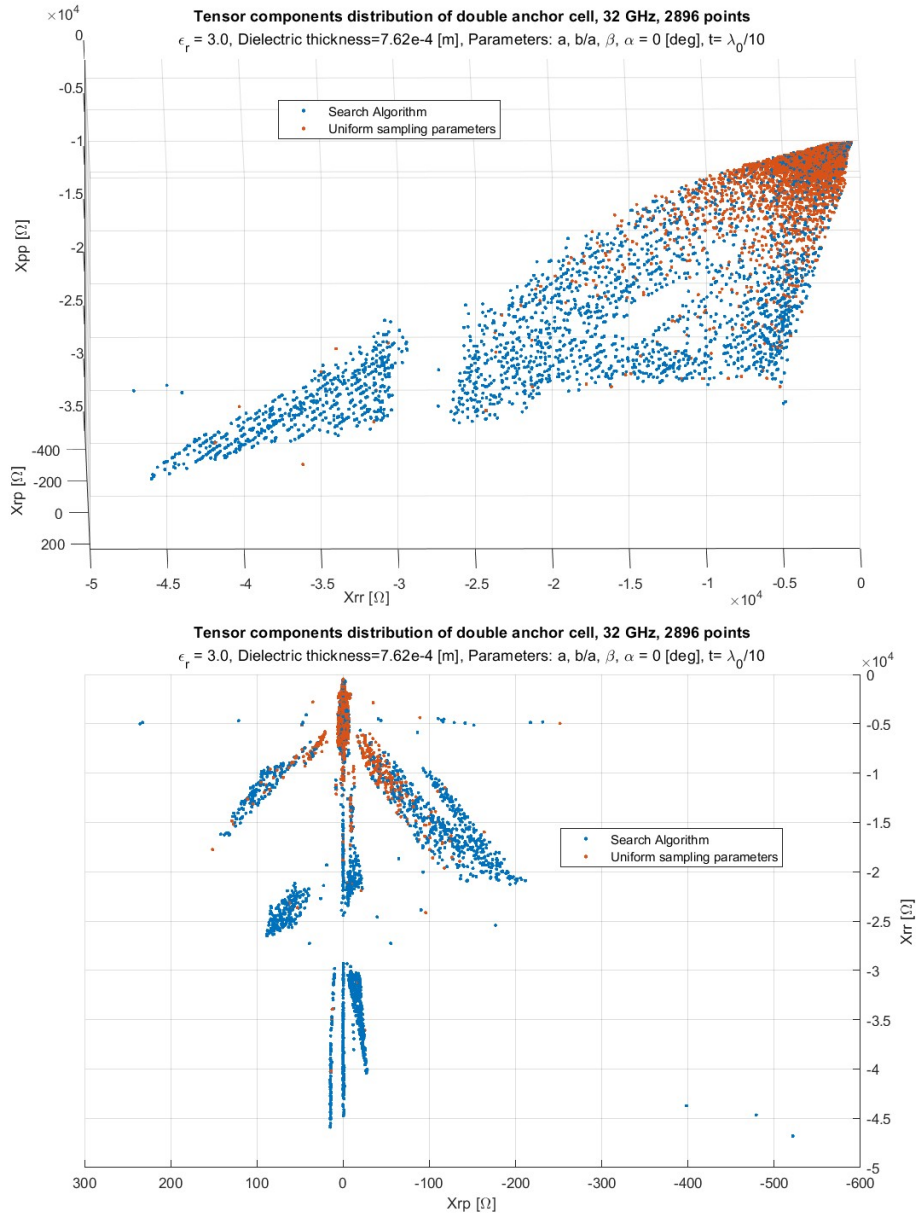 Tensor components distribution of double anchor cell, 32 GHz, 2896 points
ϵr = 3.0, Dielectric thickness=7.62e-4 [m], Parameters: a, b/a, β, α = 0 [deg], t= λ0/10
×10⁴
0
-0.5
-1
-1.5
-2
-2.5
-3
-3.5
Xpp [Ω]
Search Algorithm
Uniform sampling parameters
-400
-200
0
200
Xrp [Ω]
-5 -4.5 -4 -3.5 -3 -2.5 -2 -1.5 -1 -0.5 0
Xrr [Ω]
×10⁴
Tensor components distribution of double anchor cell, 32 GHz, 2896 points
ϵr = 3.0, Dielectric thickness=7.62e-4 [m], Parameters: a, b/a, β, α = 0 [deg], t= λ0/10
×10⁴
0
-0.5
-1
-1.5
-2
-2.5
-3
-3.5
-4
-4.5
-5
Xrr [Ω]
Search Algorithm
Uniform sampling parameters
300 200 100 0 -100 -200 -300 -400 -500 -600
Xrp [Ω]